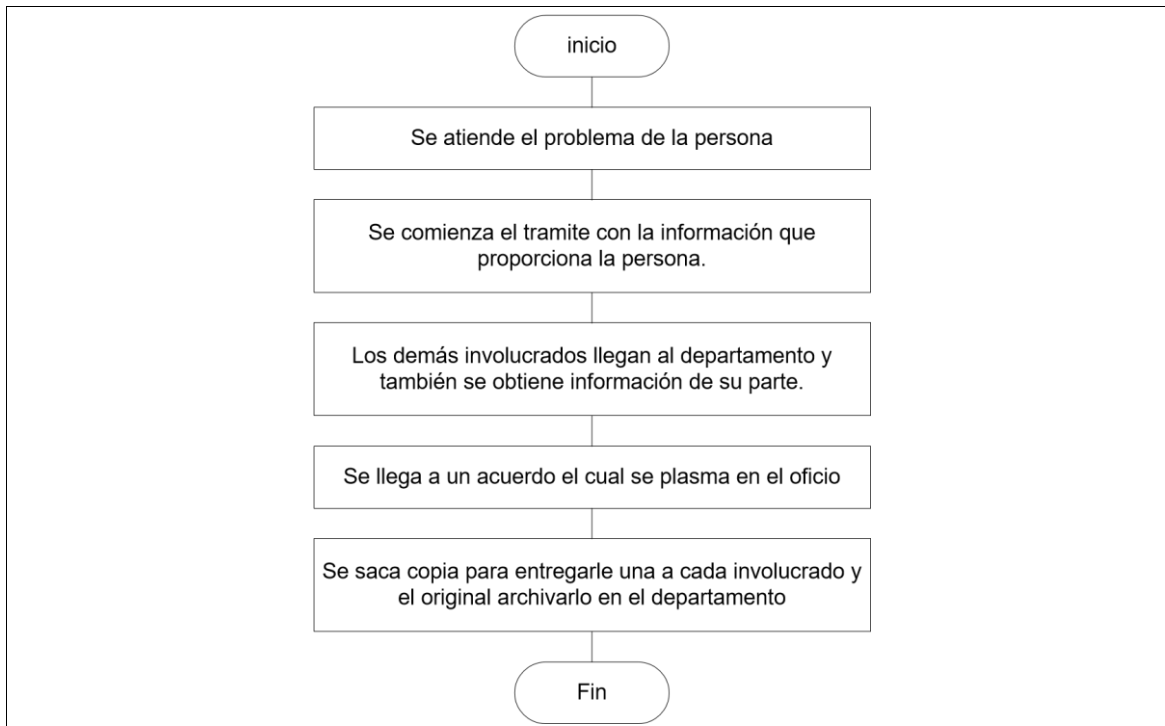 inicio
Se atiende el problema de la persona
Se comienza el tramite con la información que
proporciona la persona.
Los demás involucrados llegan al departamento y
también se obtiene información de su parte.
Se llega a un acuerdo el cual se plasma en el oficio
Se saca copia para entregarle una a cada involucrado y
el original archivarlo en el departamento
Fin